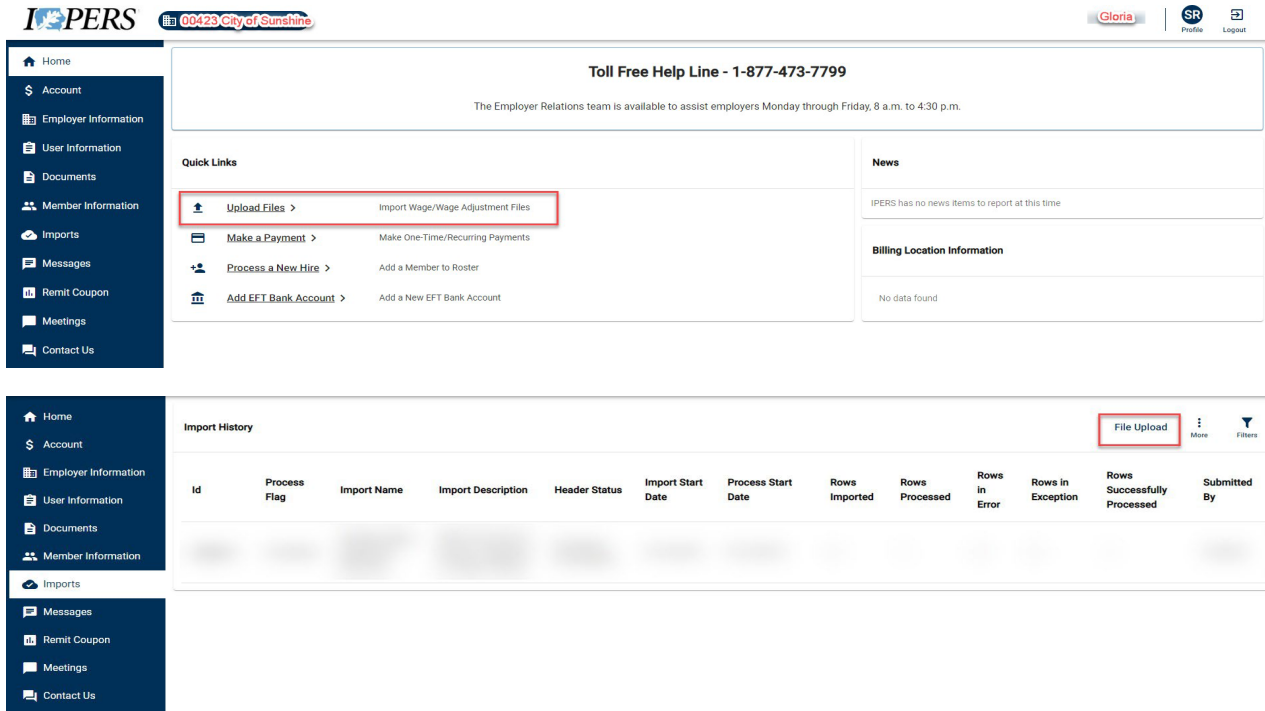 I PERS 00423 City of Sunshine Gloria SR
Profile Logout
Home
Account
Employer Information
User Information
Documents
Member Information
Imports
Messages
Remit Coupon
Meetings
Contact Us
Toll Free Help Line - 1-877-473-7799
The Employer Relations team is available to assist employers Monday through Friday, 8 a.m. to 4:30 p.m.
Quick Links
Upload Files > Import Wage/Wage Adjustment Files
Make a Payment > Make One-Time/Recurring Payments
Process a New Hire > Add a Member to Roster
Add EFT Bank Account > Add a New EFT Bank Account
News
IPERS has no news items to report at this time
Billing Location Information
No data found
Home
Account
Employer Information
User Information
Documents
Member Information
Imports
Messages
Remit Coupon
Meetings
Contact Us
Import History File Upload More Filters
Id Process Flag Import Name Import Description Header Status Import Start Date Process Start Date Rows Imported Rows Processed Rows in Error Rows in Exception Rows Successfully Processed Submitted By